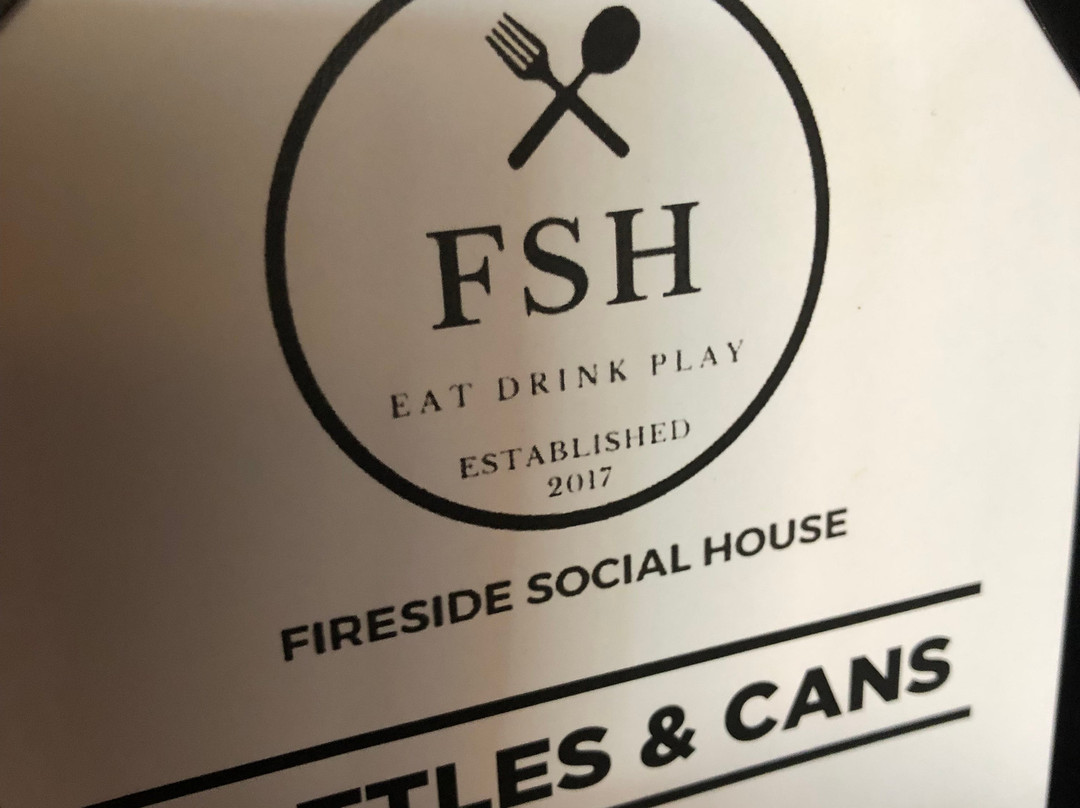 FSH
EAT DRINK PLAY
ESTABLISHED
2017
FIRESIDE SOCIAL HOUSE
TTLES & CANS